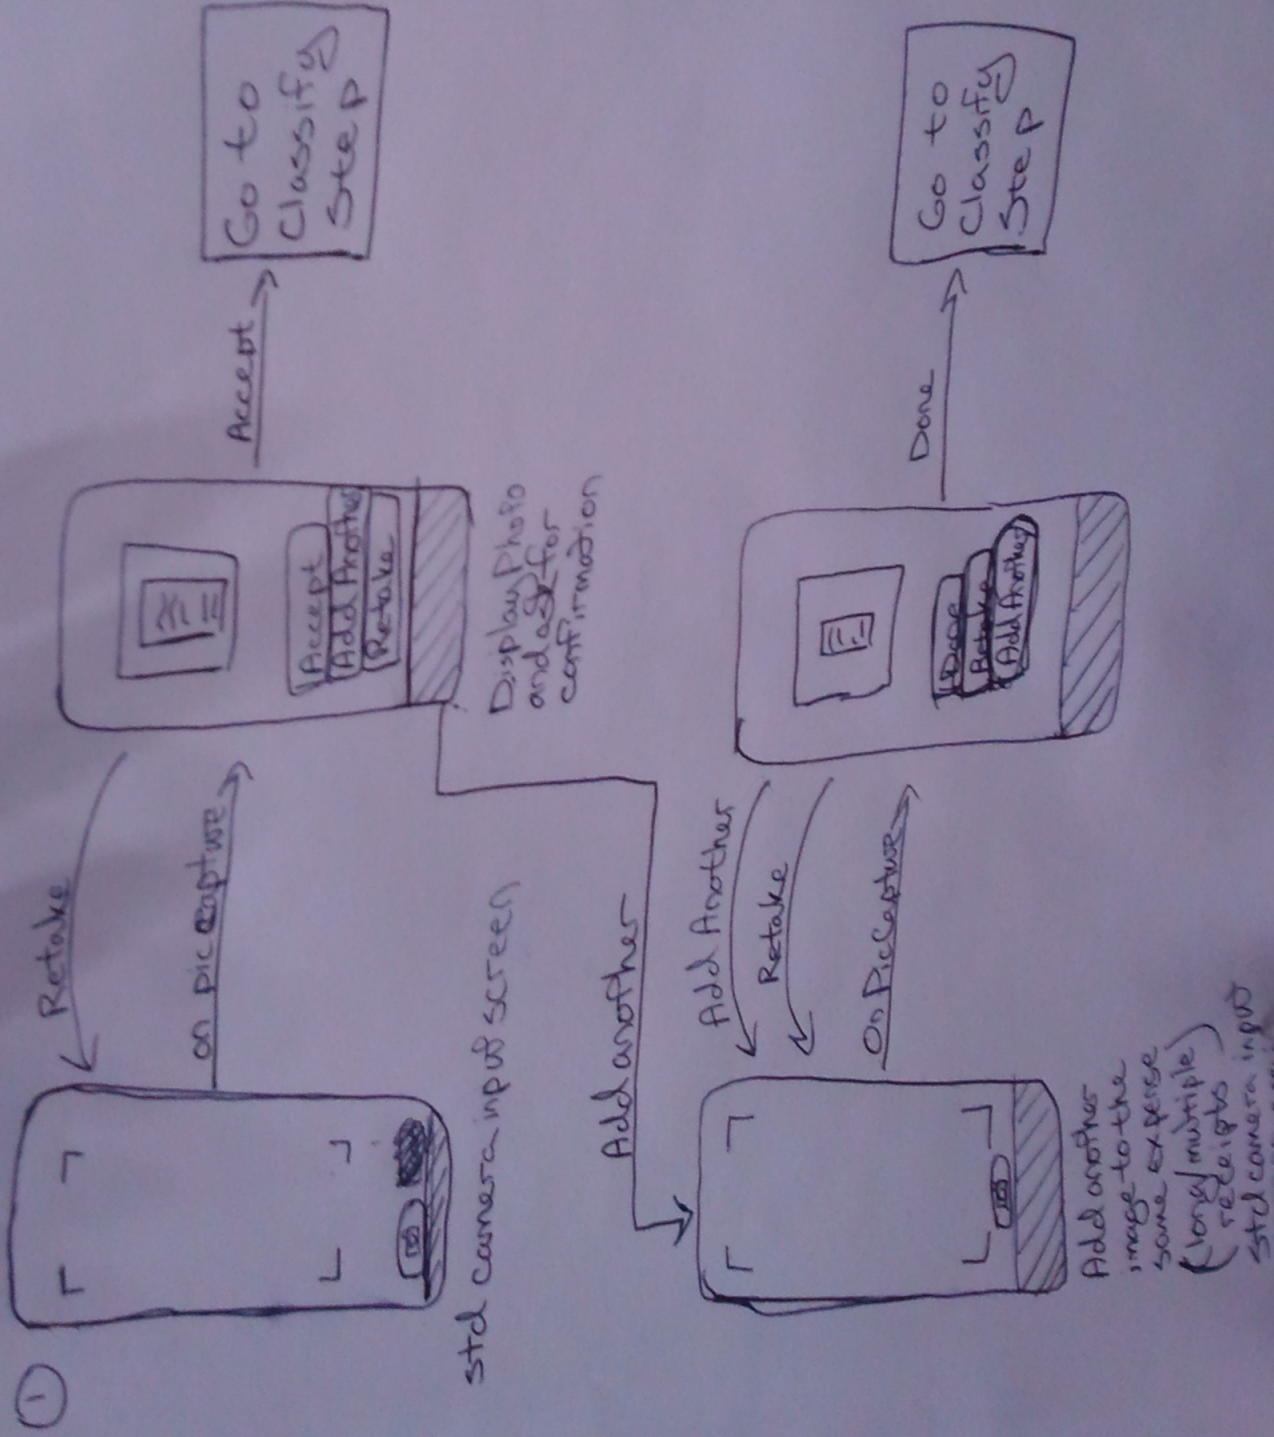 1
Retake
on pic capture
std camera input screen
Accept
Add Another
Retake
Display Photo
and ask for
confirmation
Accept
Go to
Classify
Step
Add another
Add Another
Retake
On Pic Capture
Add another
image to the
same expense
(long/multiple)
receipts
std camera input
Done
Retake
Add Another
Done
Go to
Classify
Step